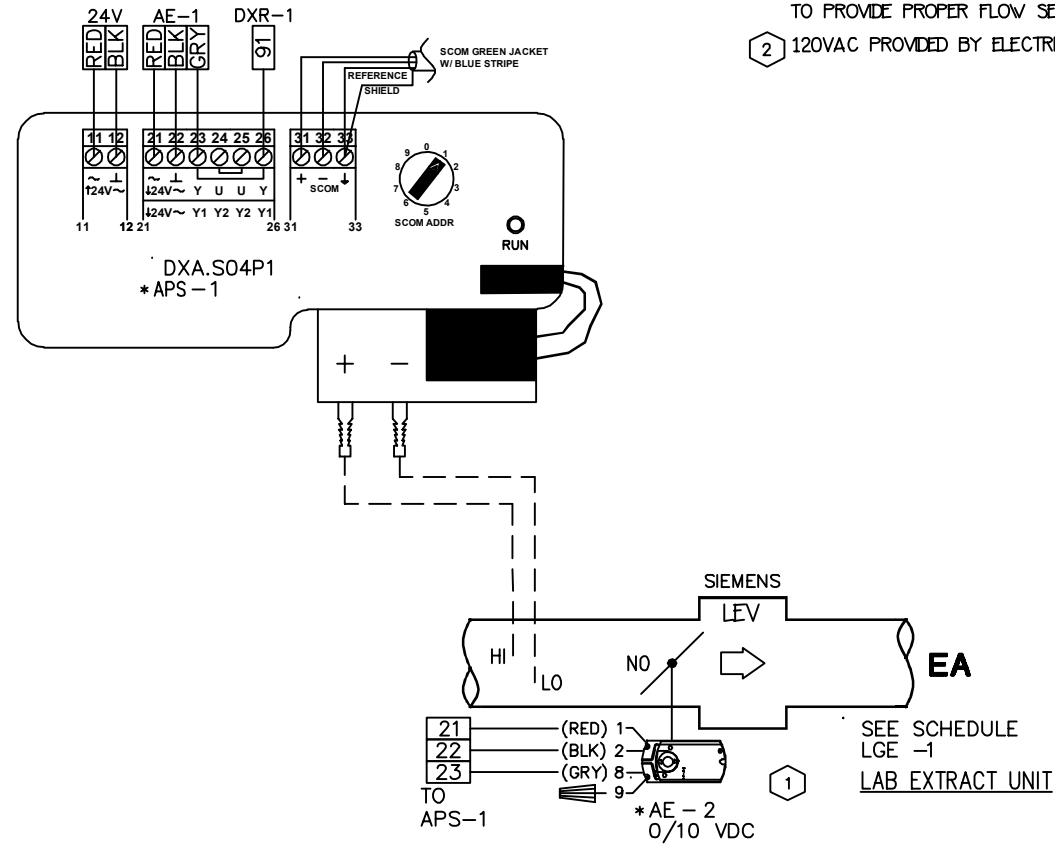 TO PROVIDE PROPER FLOW SE
2 120VAC PROVIDED BY ELECTRI
24V AE-1 DXR-1
RED BLK RED BLK GRY 91
SCOM GREEN JACKET
W/ BLUE STRIPE
REFERENCE
SHIELD
11 12 21 22 23 24 25 26 31 32 33
~ ⊥ ~ ⊥ + − ↓
↑24V~ ↓24V~ Y U U Y SCOM
↓24V~ Y1 Y2 Y2 Y1
11 12 21 26 31 33
0 1 2 3 4 5 6 7 8 9
SCOM ADDR
RUN
DXA.S04P1
*APS-1
+ −
SIEMENS
LEV
HI
LO
NO
EA
21 (RED) 1
22 (BLK) 2
23 (GRY) 8
9
TO
APS-1
*AE-2
0/10 VDC
1
SEE SCHEDULE
LGE -1
LAB EXTRACT UNIT